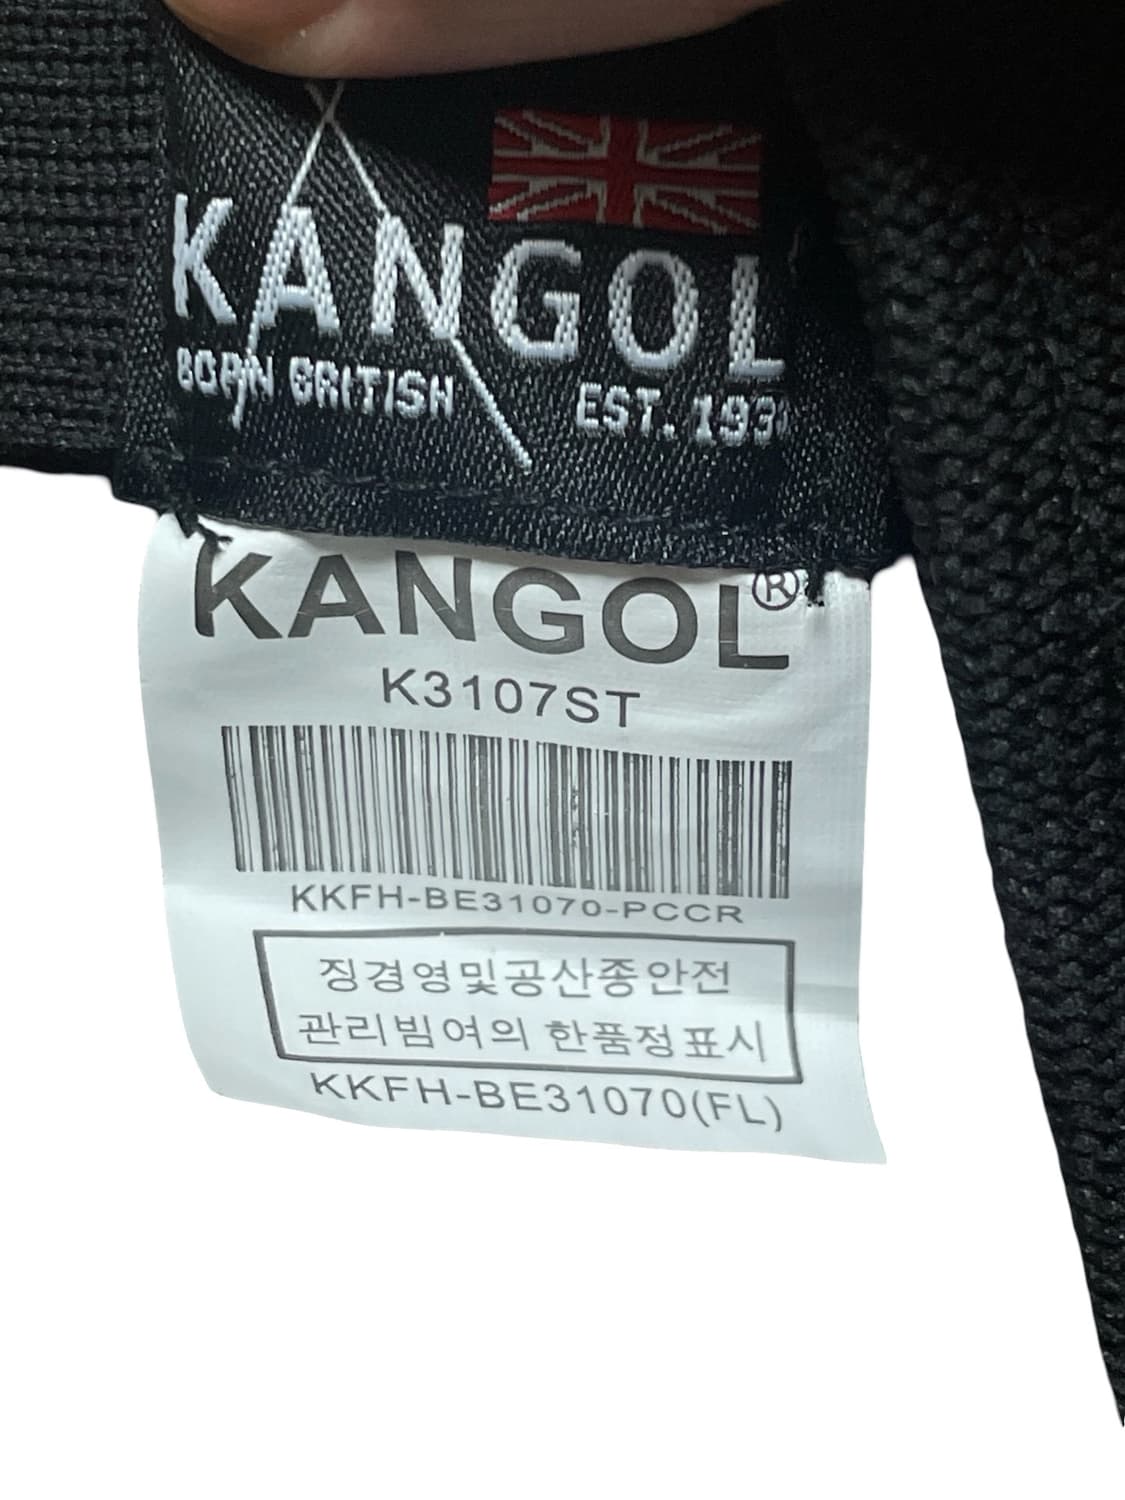 KANGOL
BORN BRITISH EST. 193
KANGOL®
K3107ST
KKFH-BE31070-PCCR
징경영및공산종안전
관리빔여의 한품정표시
KKFH-BE31070(FL)